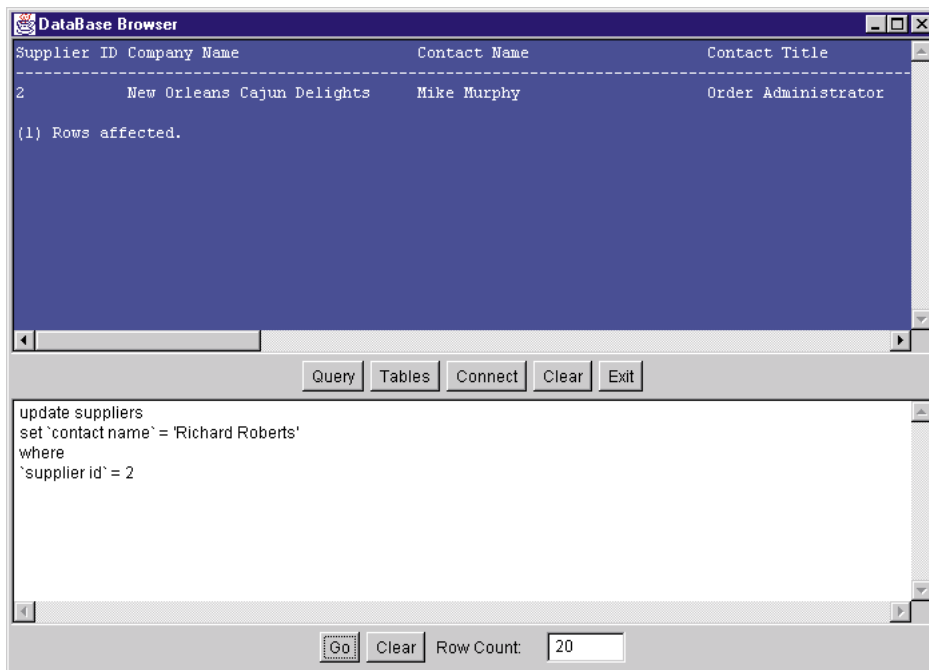 DataBase Browser
Supplier ID Company Name Contact Name Contact Title
--------------------------------------------------------------------------------
2 New Orleans Cajun Delights Mike Murphy Order Administrator
(1) Rows affected.
Query Tables Connect Clear Exit
update suppliers
set `contact name` = 'Richard Roberts'
where
`supplier id` = 2
Go Clear Row Count: 20